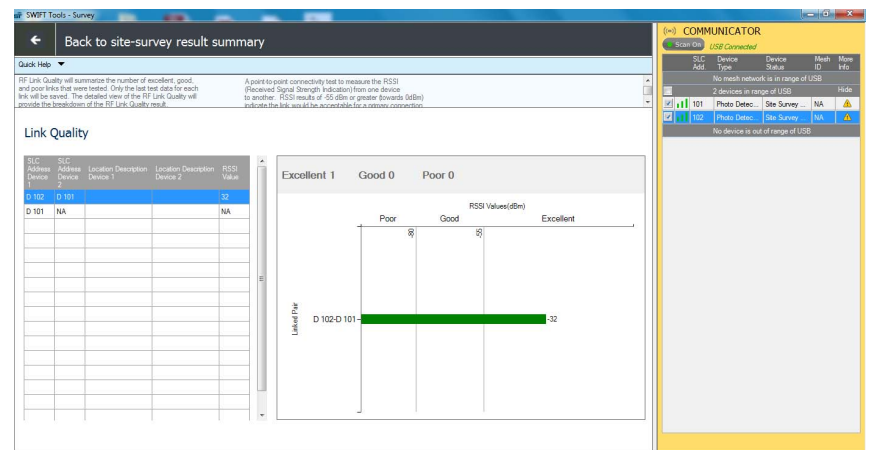 SWIFT Tools - Survey
Back to site-survey result summary
Quick Help
RF Link Quality will summarize the number of excellent, good,
and poor links that were tested. Only the last test data for each
link will be saved. The detailed view of the RF Link Quality will
provide the breakdown of the RF Link Quality result.
A point-to-point connectivity test to measure the RSSI
(Received Signal Strength Indication) from one device
to another. RSSI results of -55 dBm or greater (towards 0dBm)
indicate the link would be acceptable for a primary connection
Link Quality
SLC Address Device 1
SLC Address Device 2
Location Description Device 1
Location Description Device 2
RSSI Value
D 102 D 101 32
D 101 NA NA
Excellent 1 Good 0 Poor 0
RSSI Values(dBm)
Poor Good Excellent
-80 -55
Linked Pair
D 102-D 101 -32
COMMUNICATOR
Scan On USB Connected
SLC Add.
Device Type
Device Status
Mesh ID
More Info
No mesh network is in range of USB
2 devices in range of USB Hide
101 Photo Detec... Site Survey ... NA
102 Photo Detec... Site Survey ... NA
No device is out of range of USB